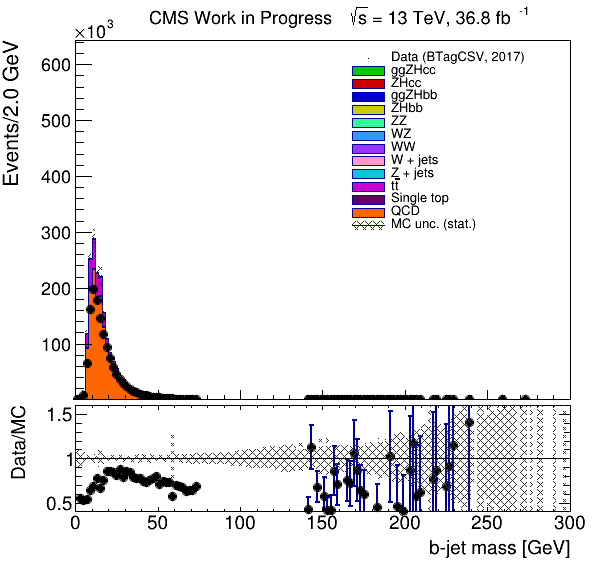 CMS Work in Progress √s = 13 TeV, 36.8 fb⁻¹
×10³
Events/2.0 GeV
600
500
400
300
200
100
Data (BTagCSV, 2017)
ggZHcc
ZHcc
ggZHbb
ZHbb
ZZ
WZ
WW
W + jets
Z + jets
tt̅
Single top
QCD
MC unc. (stat.)
Data/MC
1.5
1
0.5
0 50 100 150 200 250 300
b-jet mass [GeV]